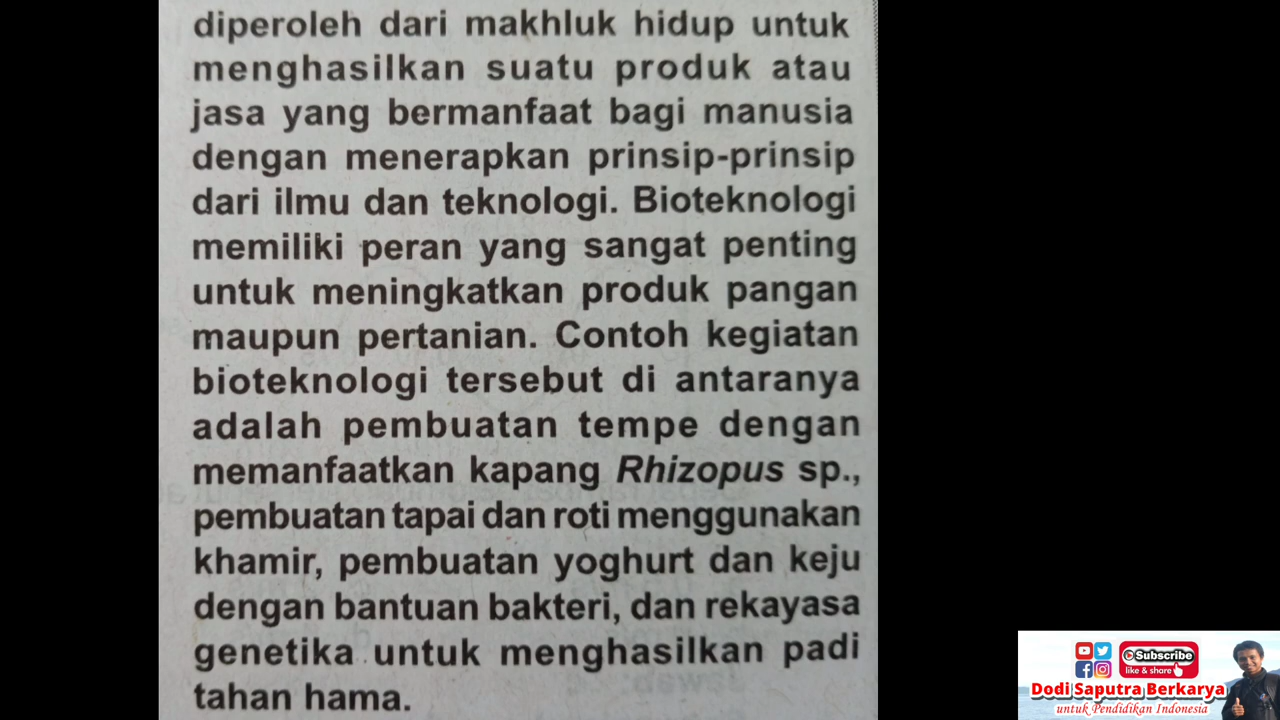 diperoleh dari makhluk hidup untuk
menghasilkan suatu produk atau
jasa yang bermanfaat bagi manusia
dengan menerapkan prinsip-prinsip
dari ilmu dan teknologi. Bioteknologi
memiliki peran yang sangat penting
untuk meningkatkan produk pangan
maupun pertanian. Contoh kegiatan
bioteknologi tersebut di antaranya
adalah pembuatan tempe dengan
memanfaatkan kapang Rhizopus sp.,
pembuatan tapai dan roti menggunakan
khamir, pembuatan yoghurt dan keju
dengan bantuan bakteri, dan rekayasa
genetika untuk menghasilkan padi
tahan hama.
Subscribe
like & share
Dodi Saputra Berkarya
untuk Pendidikan Indonesia